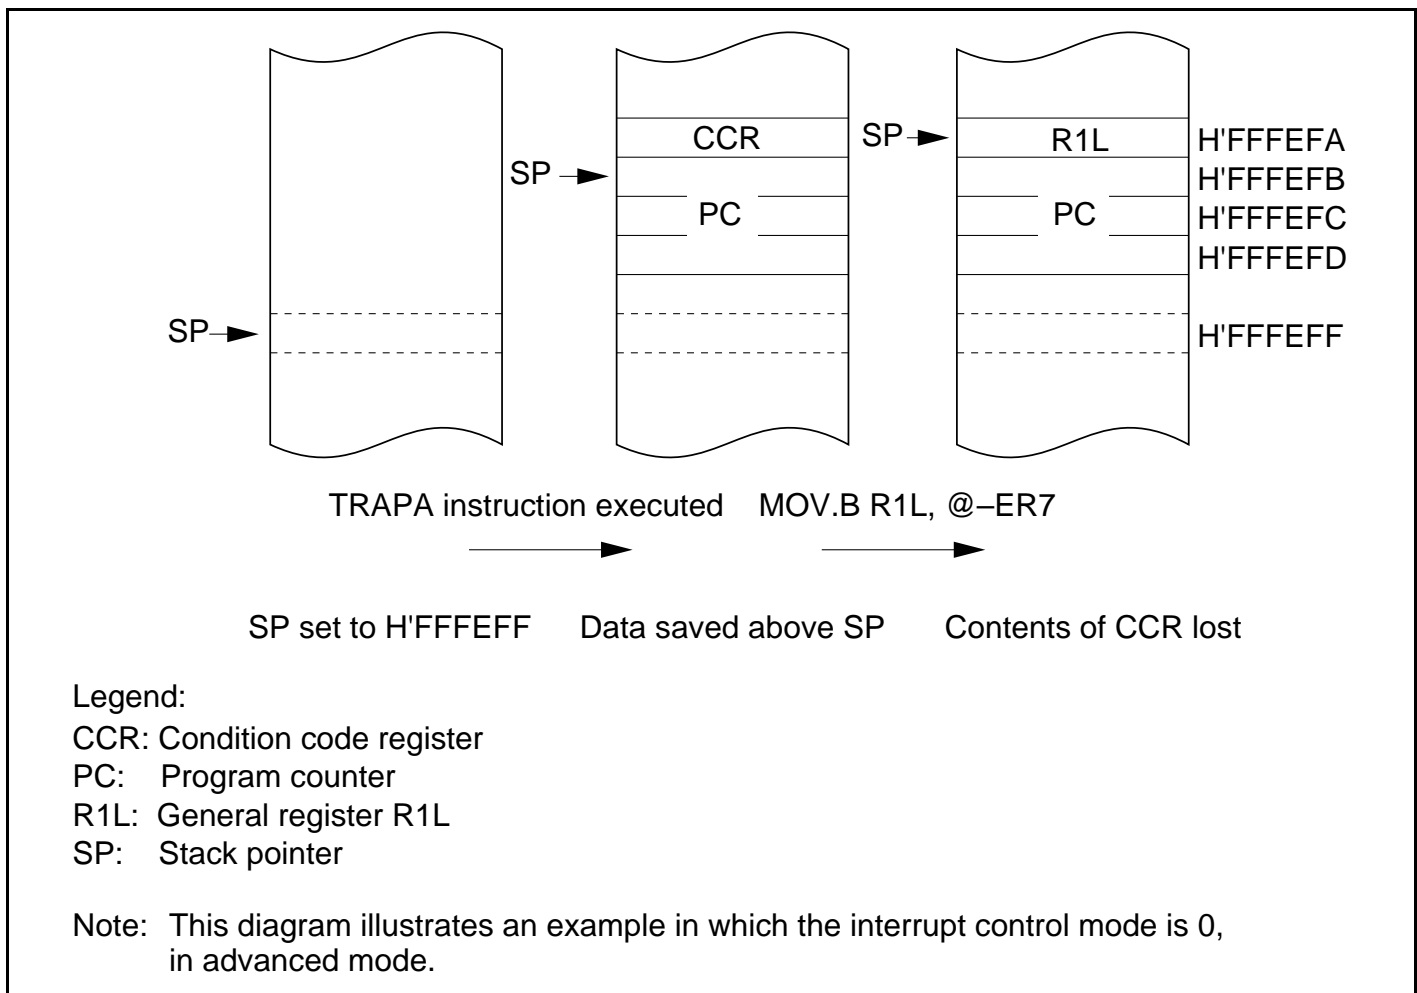 CCR
SP
R1L
H'FFFEFA
SP
H'FFFEFB
PC
PC
H'FFFEFC
H'FFFEFD
SP
H'FFFEFF
TRAPA instruction executed
MOV.B R1L, @–ER7
SP set to H'FFFEFF
Data saved above SP
Contents of CCR lost
Legend:
CCR: Condition code register
PC: Program counter
R1L: General register R1L
SP: Stack pointer
Note: This diagram illustrates an example in which the interrupt control mode is 0,
in advanced mode.